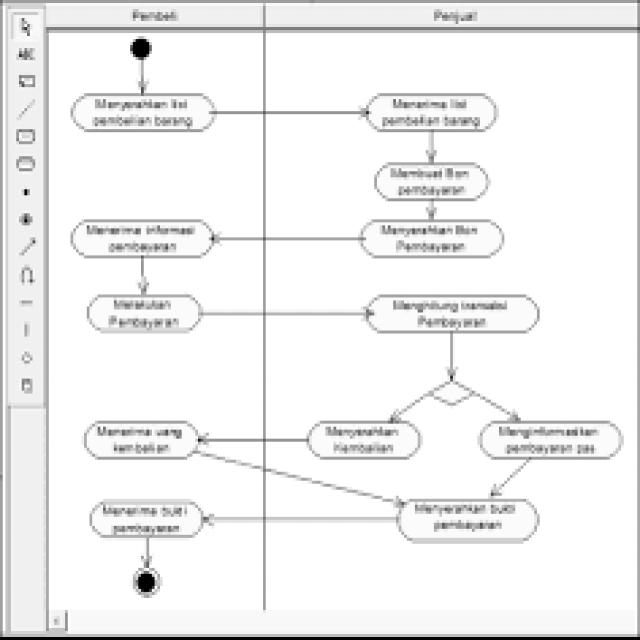 Pembeli
Penjual
ABC
Menyerahkan list
pembelian barang
Menerima list
pembelian barang
Membuat Bon
pembayaran
Menerima informasi
pembayaran
Menyerahkan Bon
Pembayaran
Melakukan
Pembayaran
Menghitung transaksi
Pembayaran
Menerima uang
kembalian
Menyerahkan
Kembalian
Menginformasikan
pembayaran pas
Menerima bukti
pembayaran
Menyerahkan bukti
pembayaran